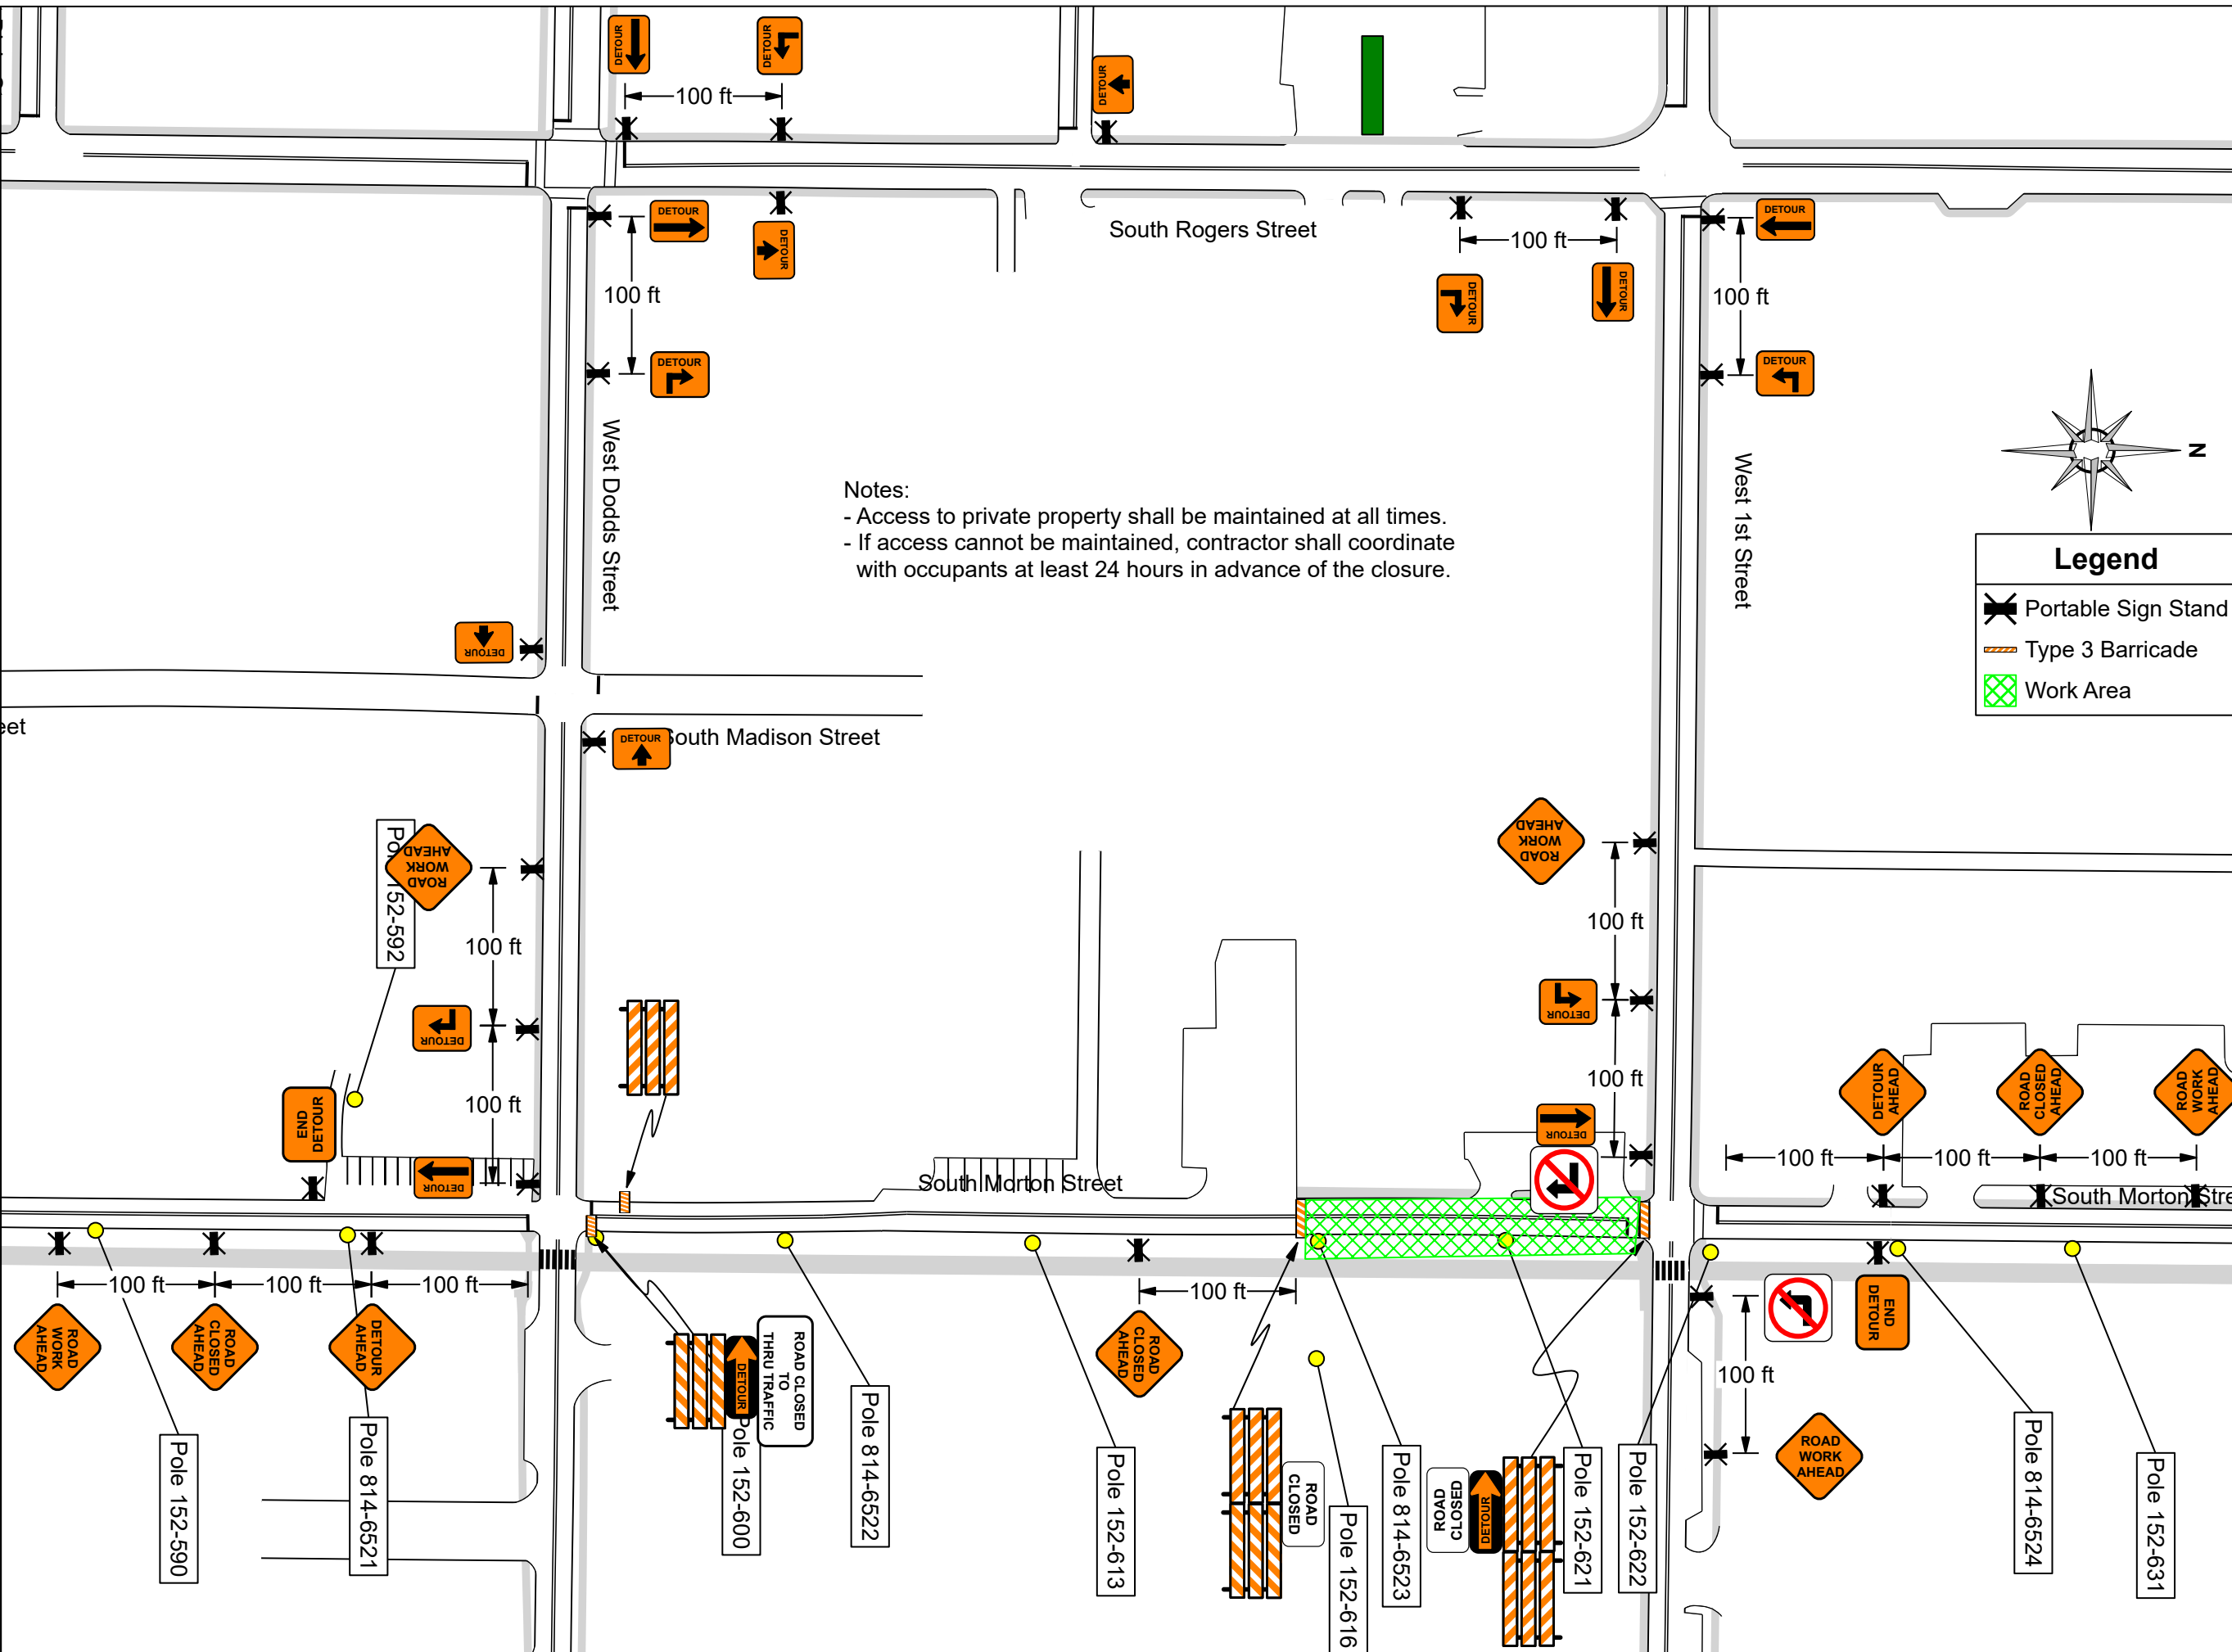 DETOUR
DETOUR
DETOUR
100 ft
DETOUR
DETOUR
South Rogers Street
100 ft
DETOUR
DETOUR
DETOUR
100 ft
100 ft
DETOUR
DETOUR
West Dodds Street
West 1st Street
N
Notes:
- Access to private property shall be maintained at all times.
- If access cannot be maintained, contractor shall coordinate
with occupants at least 24 hours in advance of the closure.
Legend
Portable Sign Stand
Type 3 Barricade
Work Area
DETOUR
eet
DETOUR
South Madison Street
152-592
ROAD
WORK
AHEAD
100 ft
DETOUR
100 ft
DETOUR
END
DETOUR
ROAD
WORK
AHEAD
100 ft
DETOUR
100 ft
DETOUR
DETOUR
AHEAD
ROAD
CLOSED
AHEAD
ROAD
WORK
AHEAD
100 ft
100 ft
100 ft
South Morton Street
South Morton Stre
100 ft
100 ft
100 ft
100 ft
ROAD
WORK
AHEAD
ROAD
CLOSED
AHEAD
DETOUR
AHEAD
ROAD CLOSED
TO
THRU TRAFFIC
DETOUR
ROAD
CLOSED
AHEAD
END
DETOUR
100 ft
ROAD
WORK
AHEAD
ROAD
CLOSED
ROAD
CLOSED
DETOUR
Pole 152-590
Pole 814-6521
Pole 152-600
Pole 814-6522
Pole 152-613
Pole 152-616
Pole 814-6523
Pole 152-621
Pole 152-622
Pole 814-6524
Pole 152-631